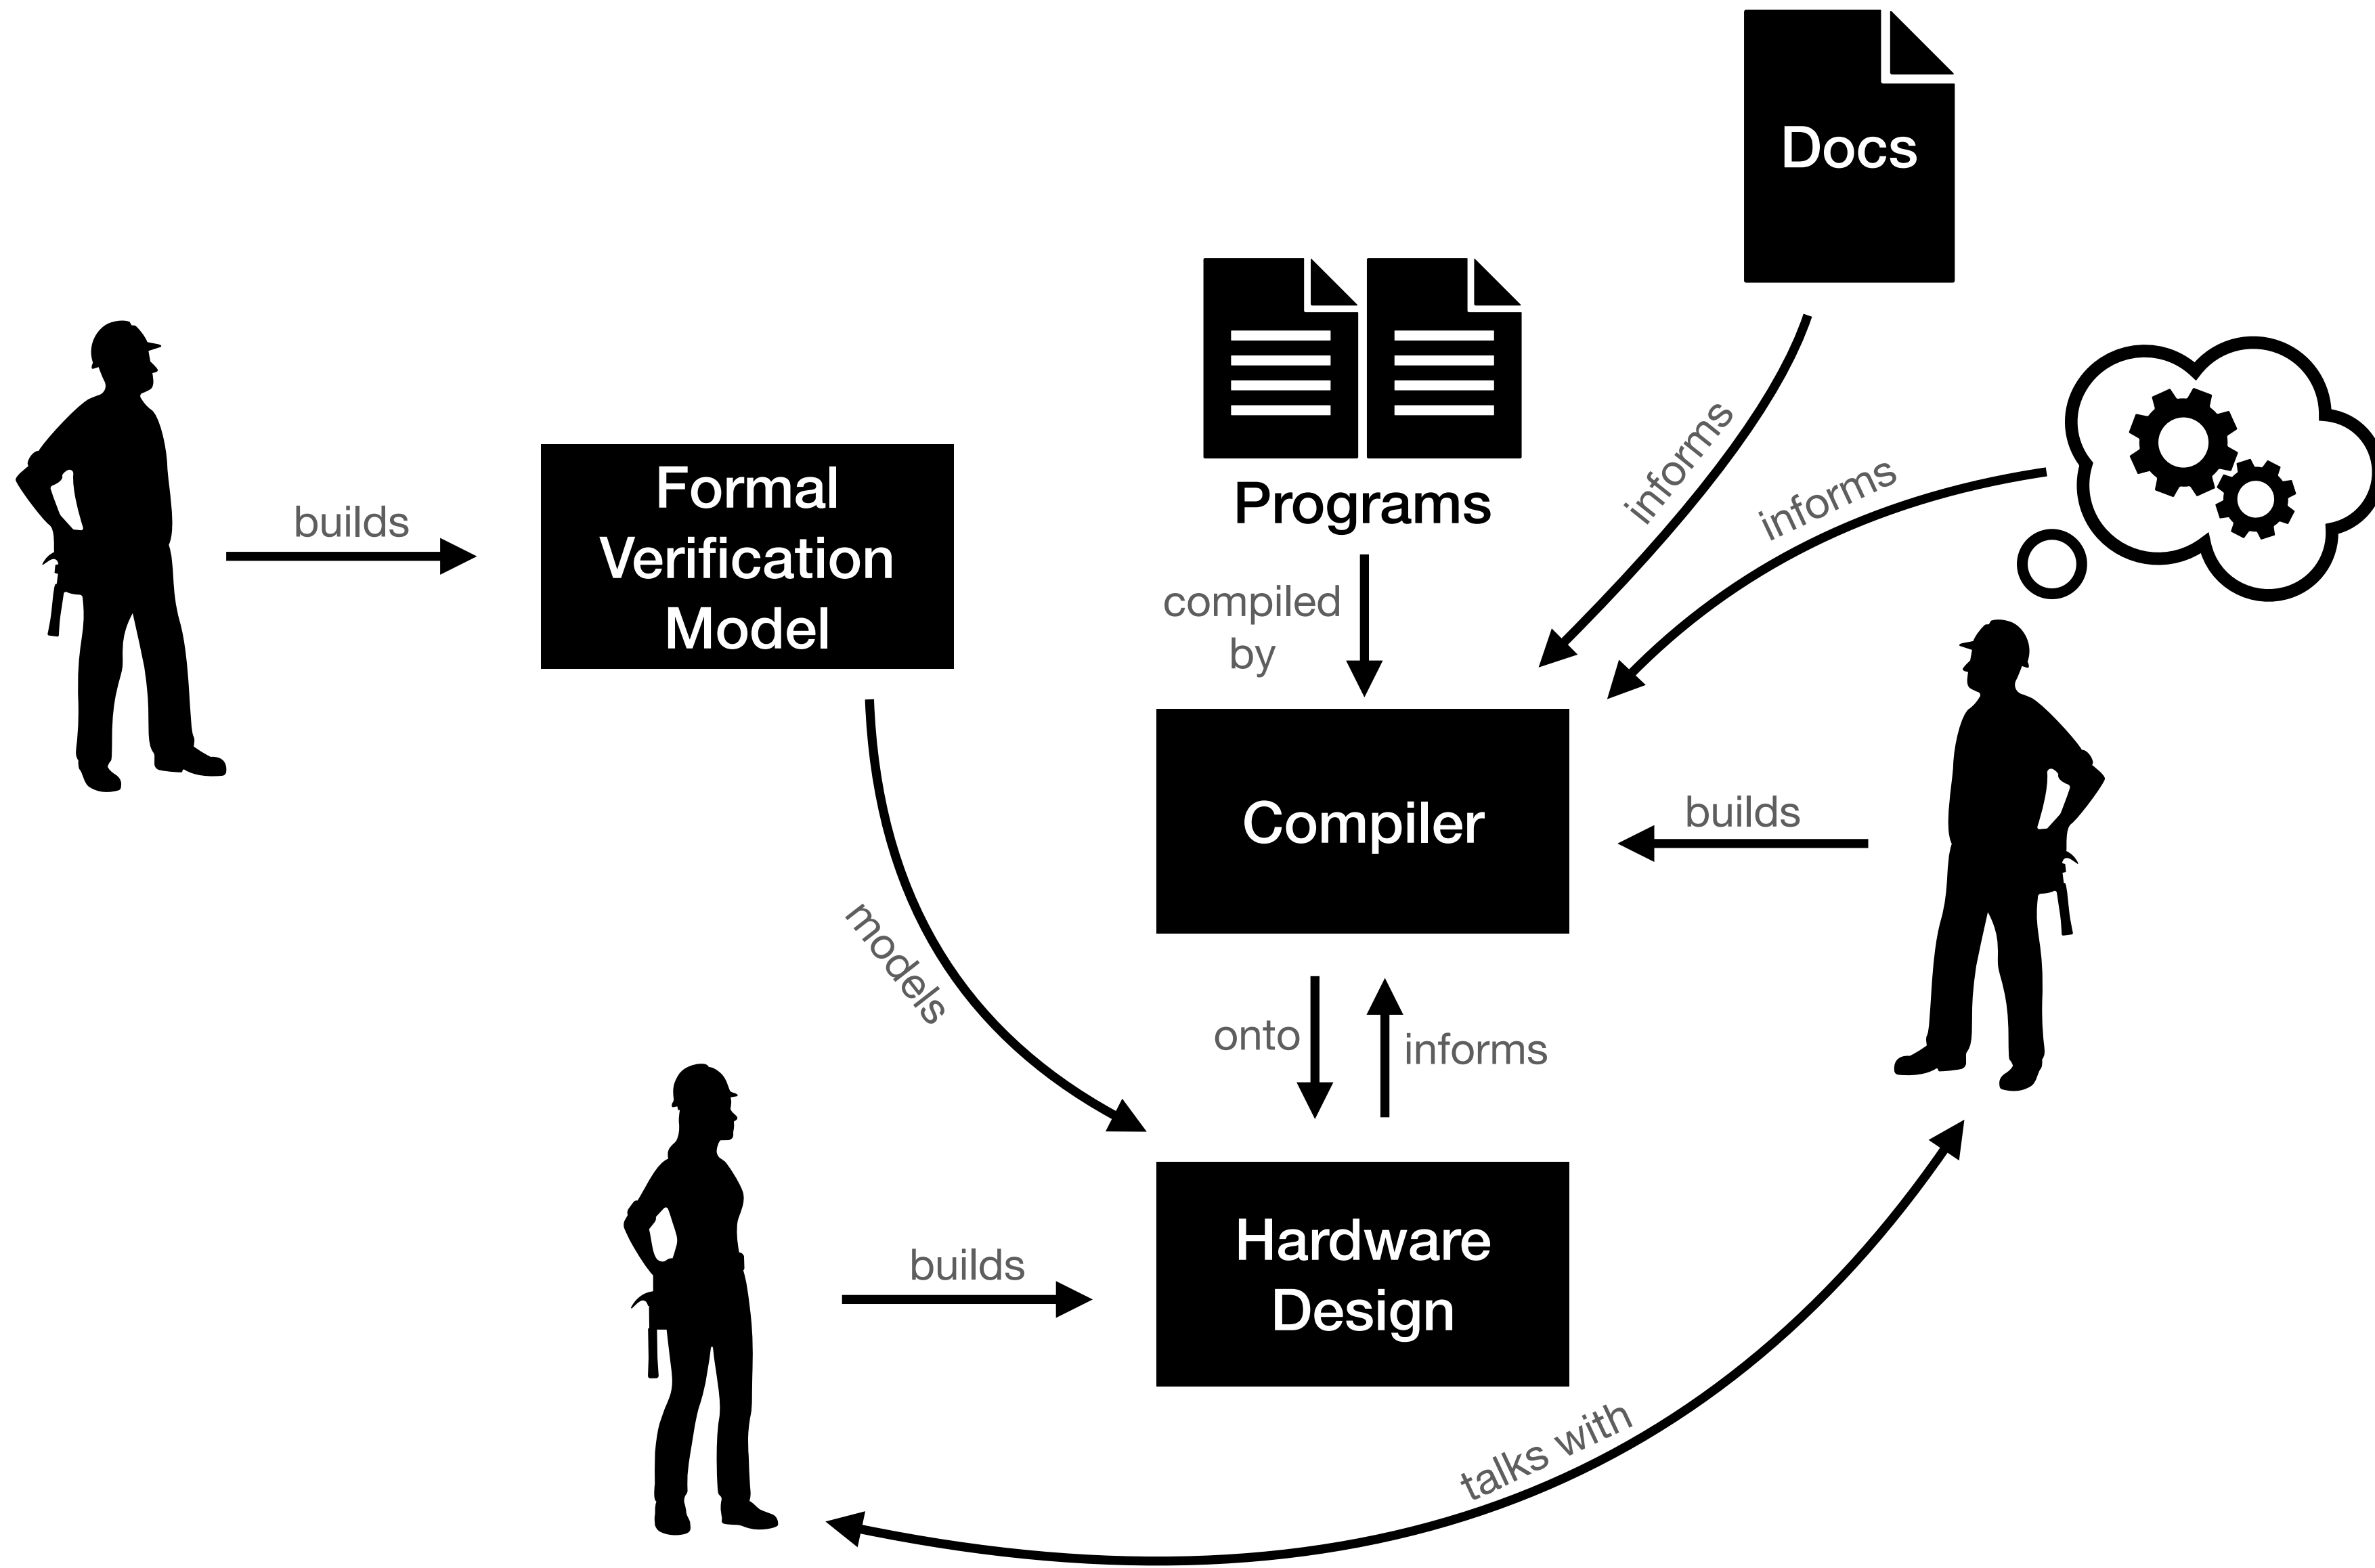 Docs
informs
informs
Programs
compiled
by
builds
Formal
Verification
Model
Compiler
builds
models
onto
informs
builds
Hardware
Design
talks with